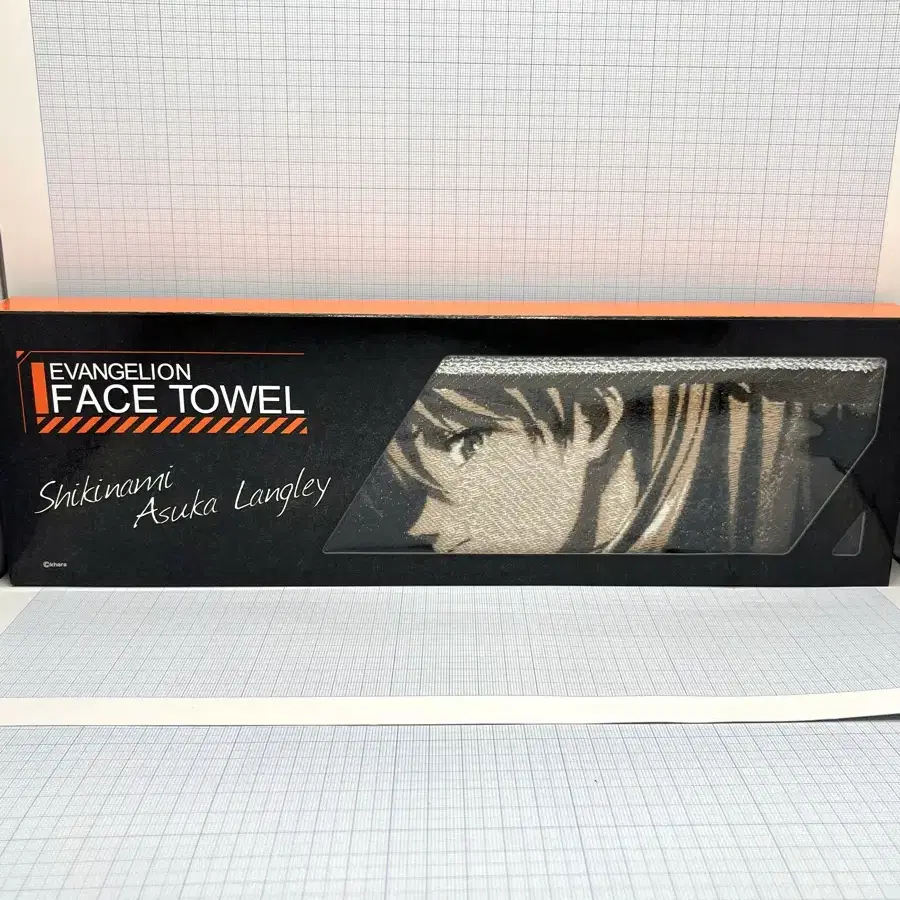 EVANGELION
FACE TOWEL
Shikinami
Asuka Langley
©khara